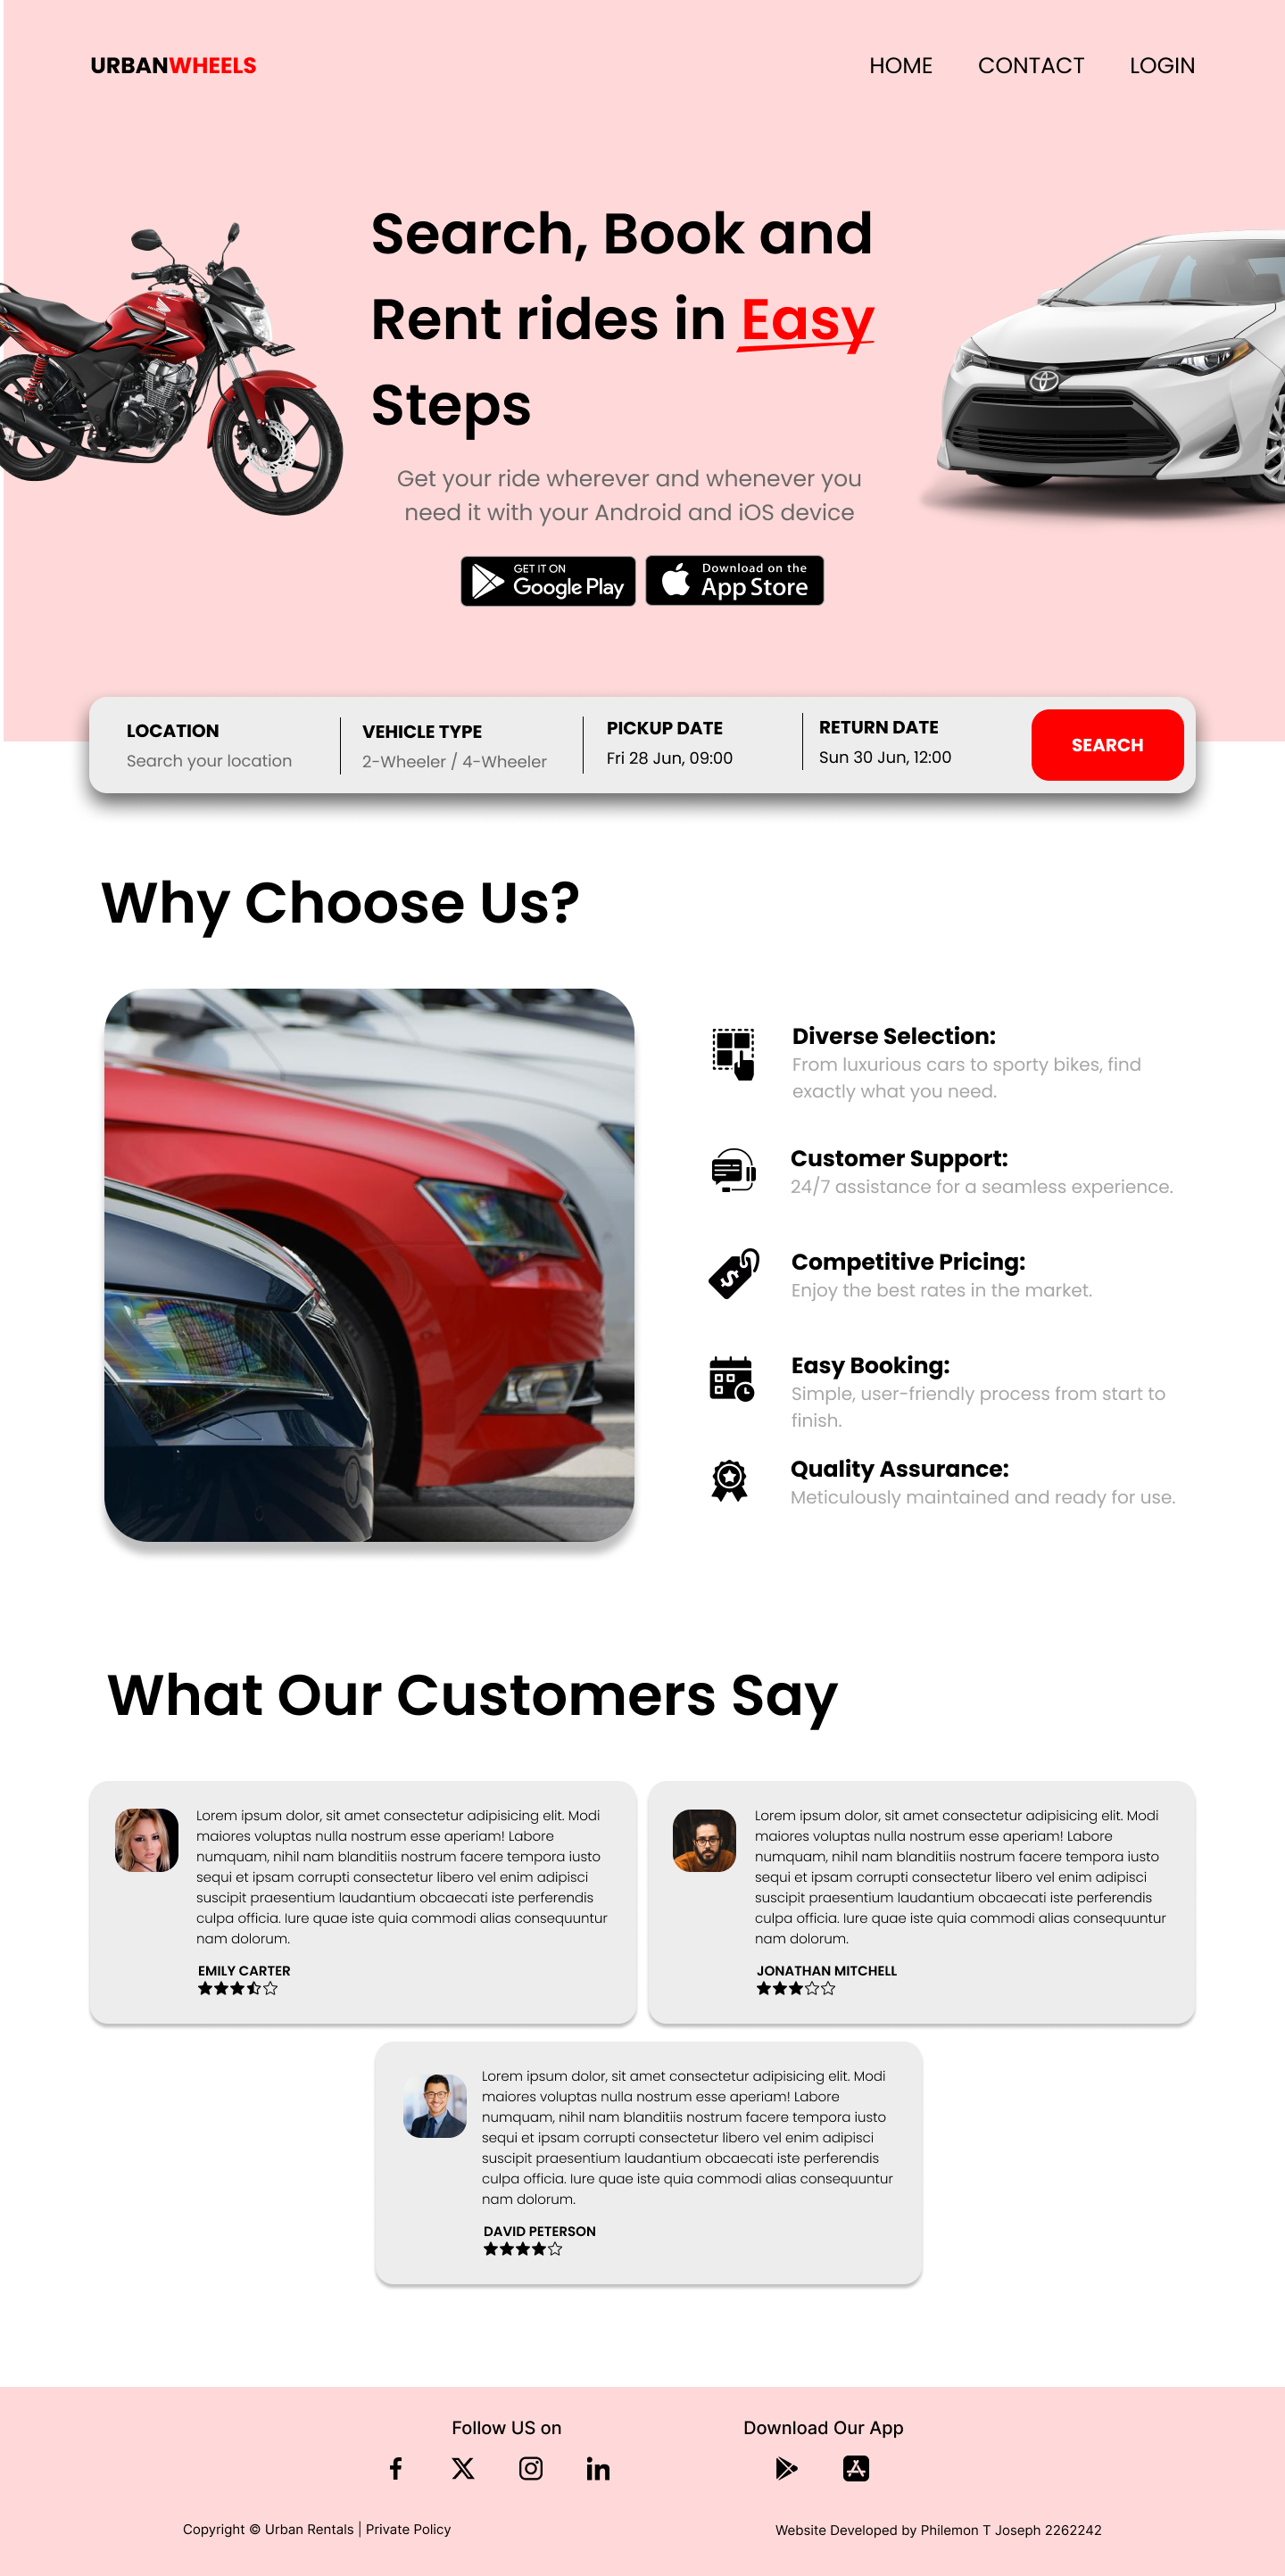 URBANWHEELS
HOME
CONTACT
LOGIN
Search, Book and
Rent rides in Easy
Steps
Get your ride wherever and whenever you
need it with your Android and iOS device
GET IT ON
Google Play
Download on the
App Store
LOCATION
Search your location
VEHICLE TYPE
2-Wheeler / 4-Wheeler
PICKUP DATE
Fri 28 Jun, 09:00
RETURN DATE
Sun 30 Jun, 12:00
SEARCH
Why Choose Us?
Diverse Selection:
From luxurious cars to sporty bikes, find
exactly what you need.
Customer Support:
24/7 assistance for a seamless experience.
Competitive Pricing:
Enjoy the best rates in the market.
Easy Booking:
Simple, user-friendly process from start to
finish.
Quality Assurance:
Meticulously maintained and ready for use.
What Our Customers Say
Lorem ipsum dolor, sit amet consectetur adipisicing elit. Modi
maiores voluptas nulla nostrum esse aperiam! Labore
numquam, nihil nam blanditiis nostrum facere tempora iusto
sequi et ipsam corrupti consectetur libero vel enim adipisci
suscipit praesentium laudantium obcaecati iste perferendis
culpa officia. Iure quae iste quia commodi alias consequuntur
nam dolorum.
EMILY CARTER
Lorem ipsum dolor, sit amet consectetur adipisicing elit. Modi
maiores voluptas nulla nostrum esse aperiam! Labore
numquam, nihil nam blanditiis nostrum facere tempora iusto
sequi et ipsam corrupti consectetur libero vel enim adipisci
suscipit praesentium laudantium obcaecati iste perferendis
culpa officia. Iure quae iste quia commodi alias consequuntur
nam dolorum.
JONATHAN MITCHELL
Lorem ipsum dolor, sit amet consectetur adipisicing elit. Modi
maiores voluptas nulla nostrum esse aperiam! Labore
numquam, nihil nam blanditiis nostrum facere tempora iusto
sequi et ipsam corrupti consectetur libero vel enim adipisci
suscipit praesentium laudantium obcaecati iste perferendis
culpa officia. Iure quae iste quia commodi alias consequuntur
nam dolorum.
DAVID PETERSON
Follow US on
Download Our App
Copyright © Urban Rentals | Private Policy
Website Developed by Philemon T Joseph 2262242